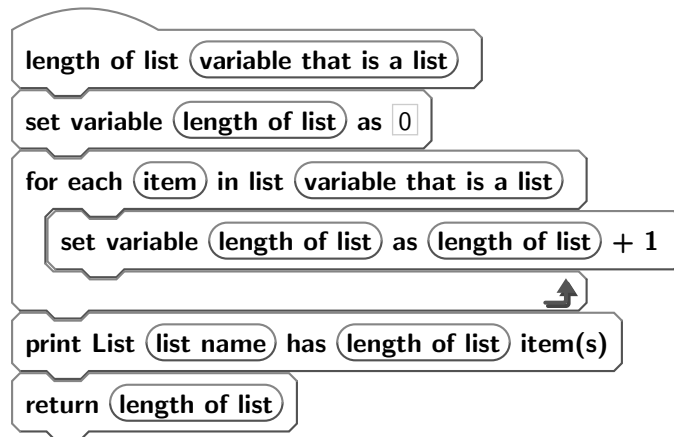 length of list variable that is a list
set variable length of list as 0
for each item in list variable that is a list
set variable length of list as length of list + 1
print List list name has length of list item(s)
return length of list